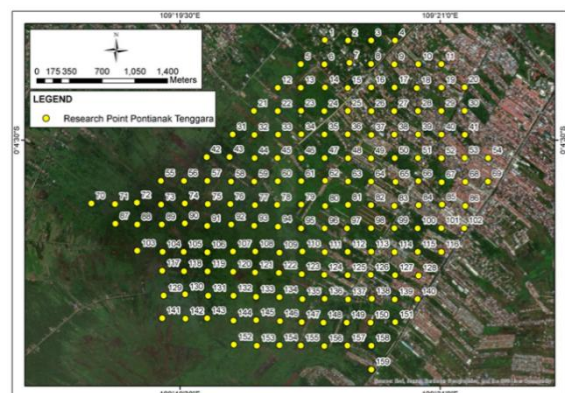 109°19'30"E 109°21'0"E
0 175 350 700 1,050 1,400
Meters
LEGEND
Research Point Pontianak Tenggara
0°4'30"S 0°4'30"S
1 2 3 4
5 6 7 8 9 10 11
12 13 14 15 16 17 18 19 20
21 22 23 24 25 26 27 28 29 30
31 32 33 34 35 36 37 38 39 40 41
42 43 44 45 46 47 48 49 50 51 52 53 54
55 56 57 58 59 60 61 62 63 64 65 66 67 68 69
70 71 72 73 74 75 76 77 78 79 80 81 82 83 84 85 86
87 88 89 90 91 92 93 94 95 96 97 98 99 100 101 102
103 104 105 106 107 108 109 110 111 112 113 114 115 116
117 118 119 120 121 122 123 124 125 126 127 128
129 130 131 132 133 134 135 136 137 138 139 140
141 142 143 144 145 146 147 148 149 150 151
152 153 154 155 156 157 158
159